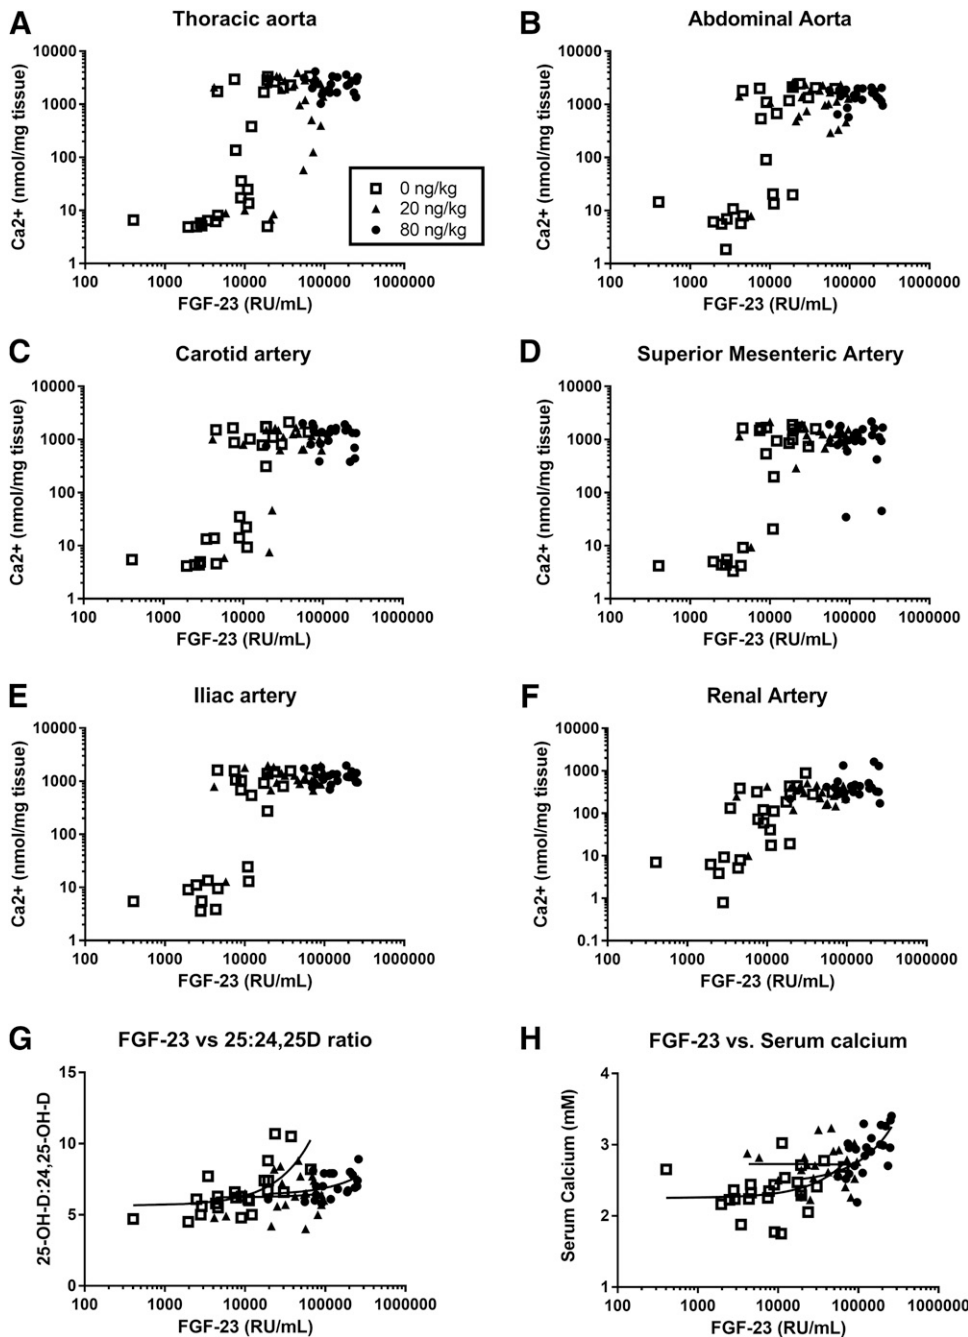 A Thoracic aorta
Ca2+ (nmol/mg tissue)
10000
1000
100
10
1
100 1000 10000 100000 1000000
FGF-23 (RU/mL)
0 ng/kg
20 ng/kg
80 ng/kg
B Abdominal Aorta
Ca2+ (nmol/mg tissue)
10000
1000
100
10
1
100 1000 10000 100000 1000000
FGF-23 (RU/mL)
C Carotid artery
Ca2+ (nmol/mg tissue)
10000
1000
100
10
1
100 1000 10000 100000 1000000
FGF-23 (RU/mL)
D Superior Mesenteric Artery
Ca2+ (nmol/mg tissue)
10000
1000
100
10
1
100 1000 10000 100000 1000000
FGF-23 (RU/mL)
E Iliac artery
Ca2+ (nmol/mg tissue)
10000
1000
100
10
1
100 1000 10000 100000 1000000
FGF-23 (RU/mL)
F Renal Artery
Ca2+ (nmol/mg tissue)
10000
1000
100
10
1
0.1
100 1000 10000 100000 1000000
FGF-23 (RU/mL)
G FGF-23 vs 25:24,25D ratio
25-OH-D:24,25-OH-D
15
10
5
0
100 1000 10000 100000 1000000
FGF-23 (RU/mL)
H FGF-23 vs. Serum calcium
Serum Calcium (mM)
4
3
2
1
100 1000 10000 100000 1000000
FGF-23 (RU/mL)